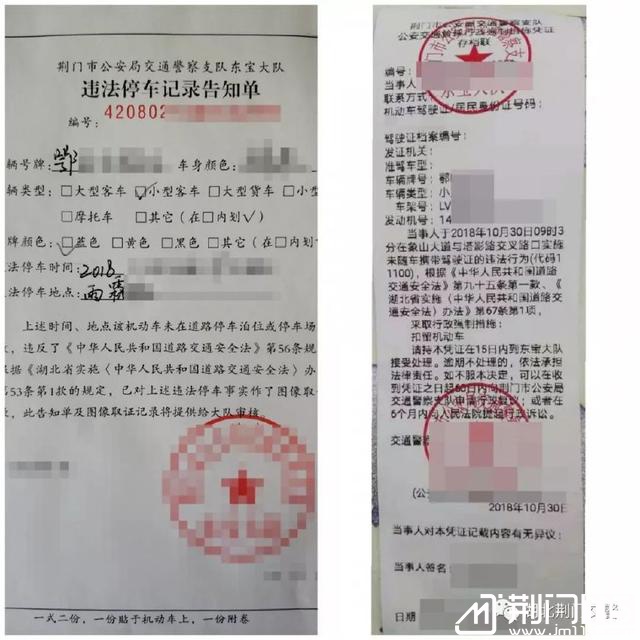 荆门市公安局交通警察支队东宝大队
违法停车记录告知单
编号：
420802
辆号牌：鄂
车身颜色：
辆类型：□大型客车 小型客车 □大型货车 □小型
□摩托车 □其它（在□内划✓）
牌颜色：蓝色 □黄色 □黑色 □其它（在□内划
法停车时间：2018
法停车地点：
上述时间、地点该机动车未在道路停车泊位或停车场
，违反了《中华人民共和国道路交通安全法》第56条规
根据《湖北省实施〈中华人民共和国道路交通安全法〉办
第53条第1款的规定，已对上述违法停车事实作了图像取
，此告知单及图像取证记录将提供给大队审核。
一式二份，一份贴于机动车上，一份附卷
荆门市公安局交通警察支队
公安交通管理行政强制措施凭证
存档联
编号：
当事人
联系方式
机动车驾驶证/居民身份证号码：
驾驶证档案编号：
发证机关：
准驾车型：
车辆牌号：鄂
车辆类型：小
车架号：LV
发动机号：14
当事人于2018年10月30日09时3
分在象山大道与塔影路交叉路口实施
未随车携带驾驶证的违法行为(代码1
1100)，根据《中华人民共和国道路
交通安全法》第九十五条第一款、《
湖北省实施〈中华人民共和国道路
交通安全法〉办法》第67条第1项，
采取行政强制措施：
扣留机动车
请持本凭证在15日内到东宝大队
接受处理。逾期不处理的，依法承担
法律责任。如不服本决定，可以在收
到凭证之日起60日内向荆门市公安局
交通警察支队申请行政复议；或者在
6个月内向人民法院提起行政诉讼。
交通警
2018年10月30日
当事人对本凭证记载内容有无异议：
当事人签名：
日期